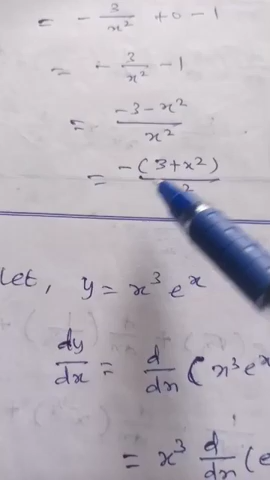 = - 3/x² + 0 - 1
= - 3/x² - 1
= -3-x²/x²
= -(3+x²)
Let, y = x³ eˣ
dy/dx = d/dx (x³eˣ
= x³ d/dx (e